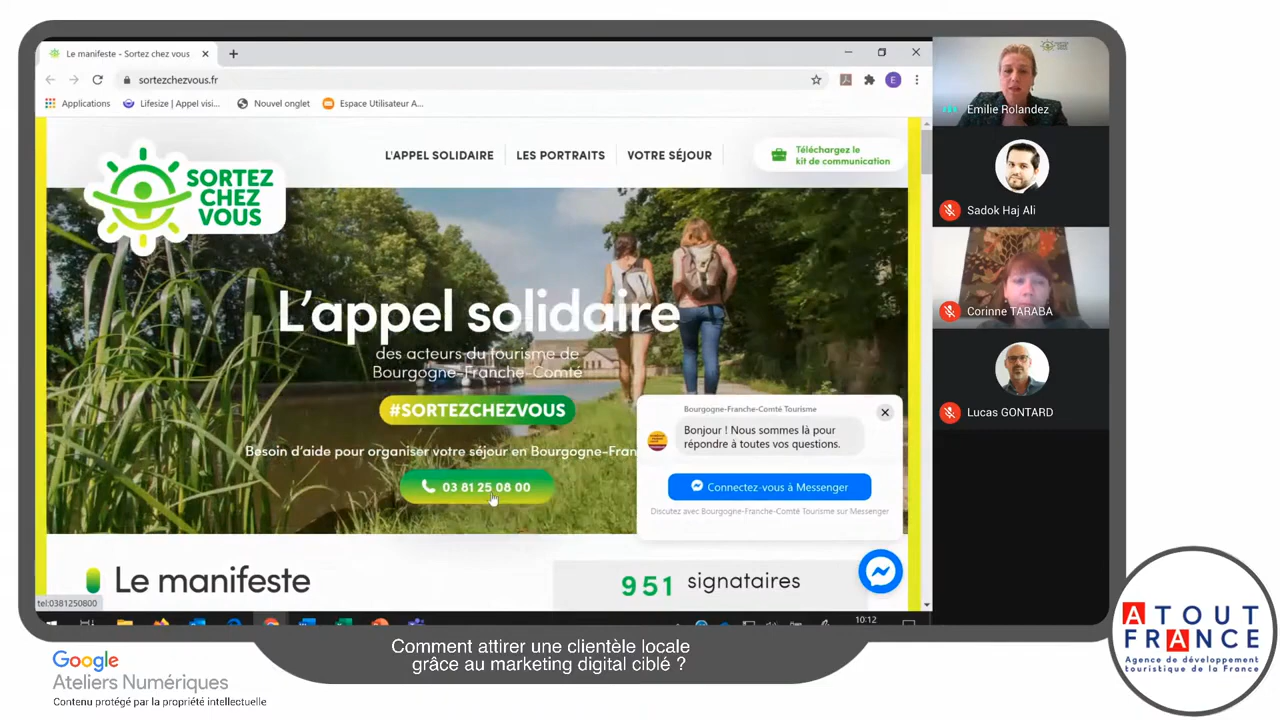 Le manifeste - Sortez chez vous
sortezchezvous.fr
E
Applications
Lifesize | Appel visi...
Nouvel onglet
Espace Utilisateur A...
SORTEZ
CHEZ
VOUS
L'APPEL SOLIDAIRE
LES PORTRAITS
VOTRE SÉJOUR
Téléchargez le
kit de communication
L'appel solidaire
des acteurs du tourisme de
Bourgogne-Franche-Comté
#SORTEZCHEZVOUS
Besoin d'aide pour organiser votre séjour en Bourgogne-Fran
03 81 25 08 00
Bourgogne-Franche-Comté Tourisme
Bonjour ! Nous sommes là pour
répondre à toutes vos questions.
Connectez-vous à Messenger
Discutez avec Bourgogne-Franche-Comté Tourisme sur Messenger
Le manifeste
951 signataires
tel:0381250800
10:12
Emilie Rolandez
Sadok Haj Ali
Corinne TARABA
Lucas GONTARD
Comment attirer une clientèle locale
grâce au marketing digital ciblé ?
Google
Ateliers Numériques
Contenu protégé par la propriété intellectuelle
ATOUT
FRANCE
Agence de développement
touristique de la France